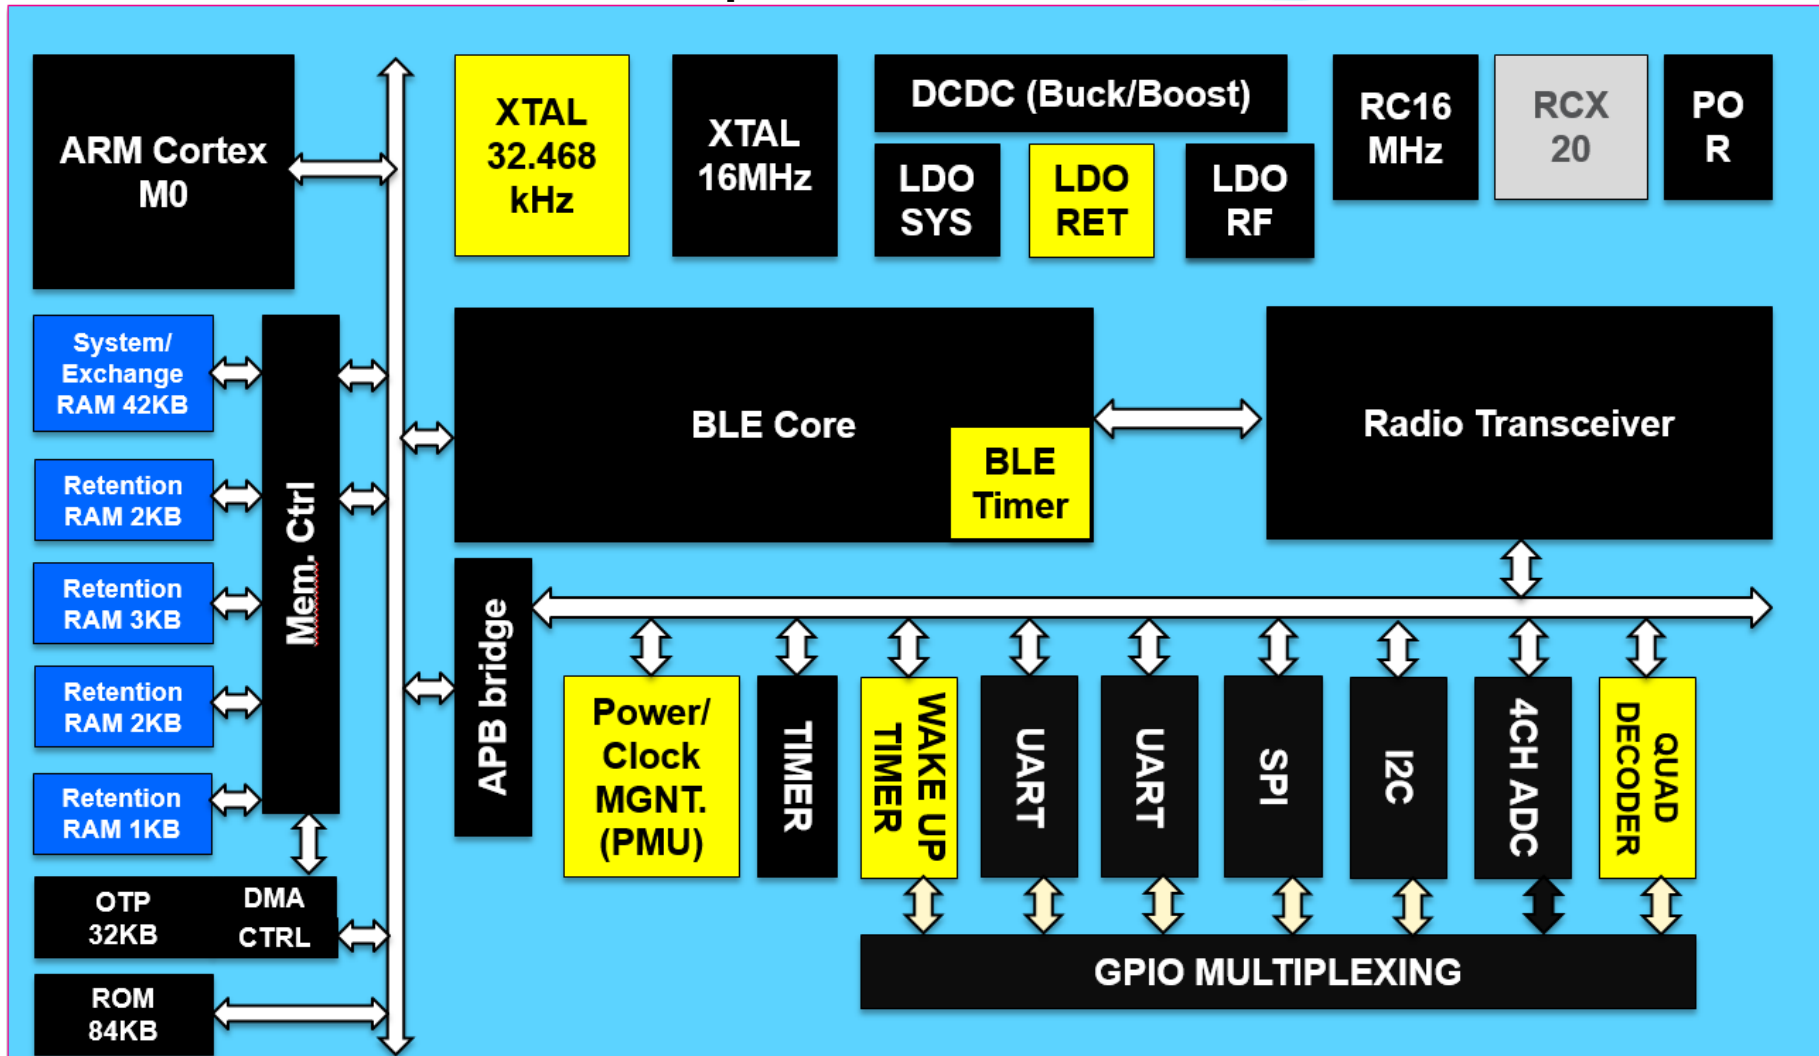 ARM Cortex
M0
XTAL
32.468
kHz
XTAL
16MHz
DCDC (Buck/Boost)
LDO
SYS
LDO
RET
LDO
RF
RC16
MHz
RCX
20
PO
R
System/
Exchange
RAM 42KB
Retention
RAM 2KB
Retention
RAM 3KB
Retention
RAM 2KB
Retention
RAM 1KB
Mem. Ctrl
OTP
32KB
DMA
CTRL
ROM
84KB
BLE Core
BLE
Timer
Radio Transceiver
APB bridge
Power/
Clock
MGNT.
(PMU)
TIMER
WAKE UP
TIMER
UART
UART
SPI
I2C
4CH ADC
QUAD
DECODER
GPIO MULTIPLEXING